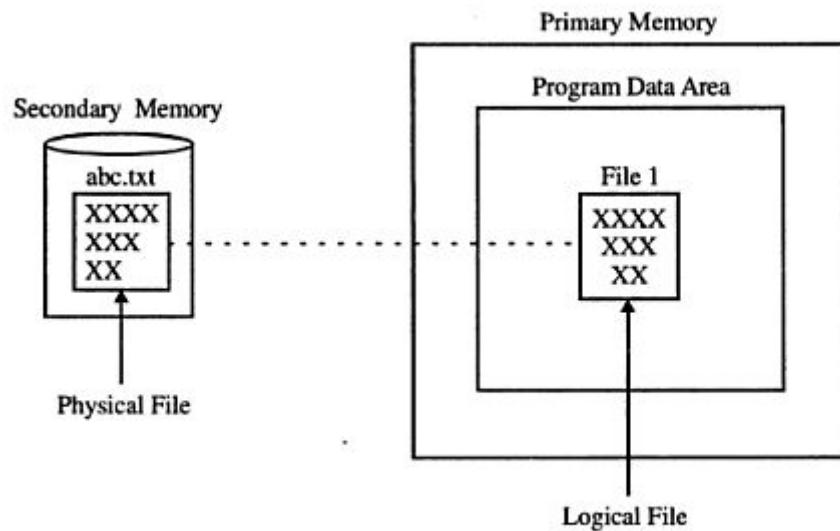 Primary Memory
Program Data Area
Secondary Memory
abc.txt
File 1
XXXX
XXX
XX
XXXX
XXX
XX
Physical File
Logical File